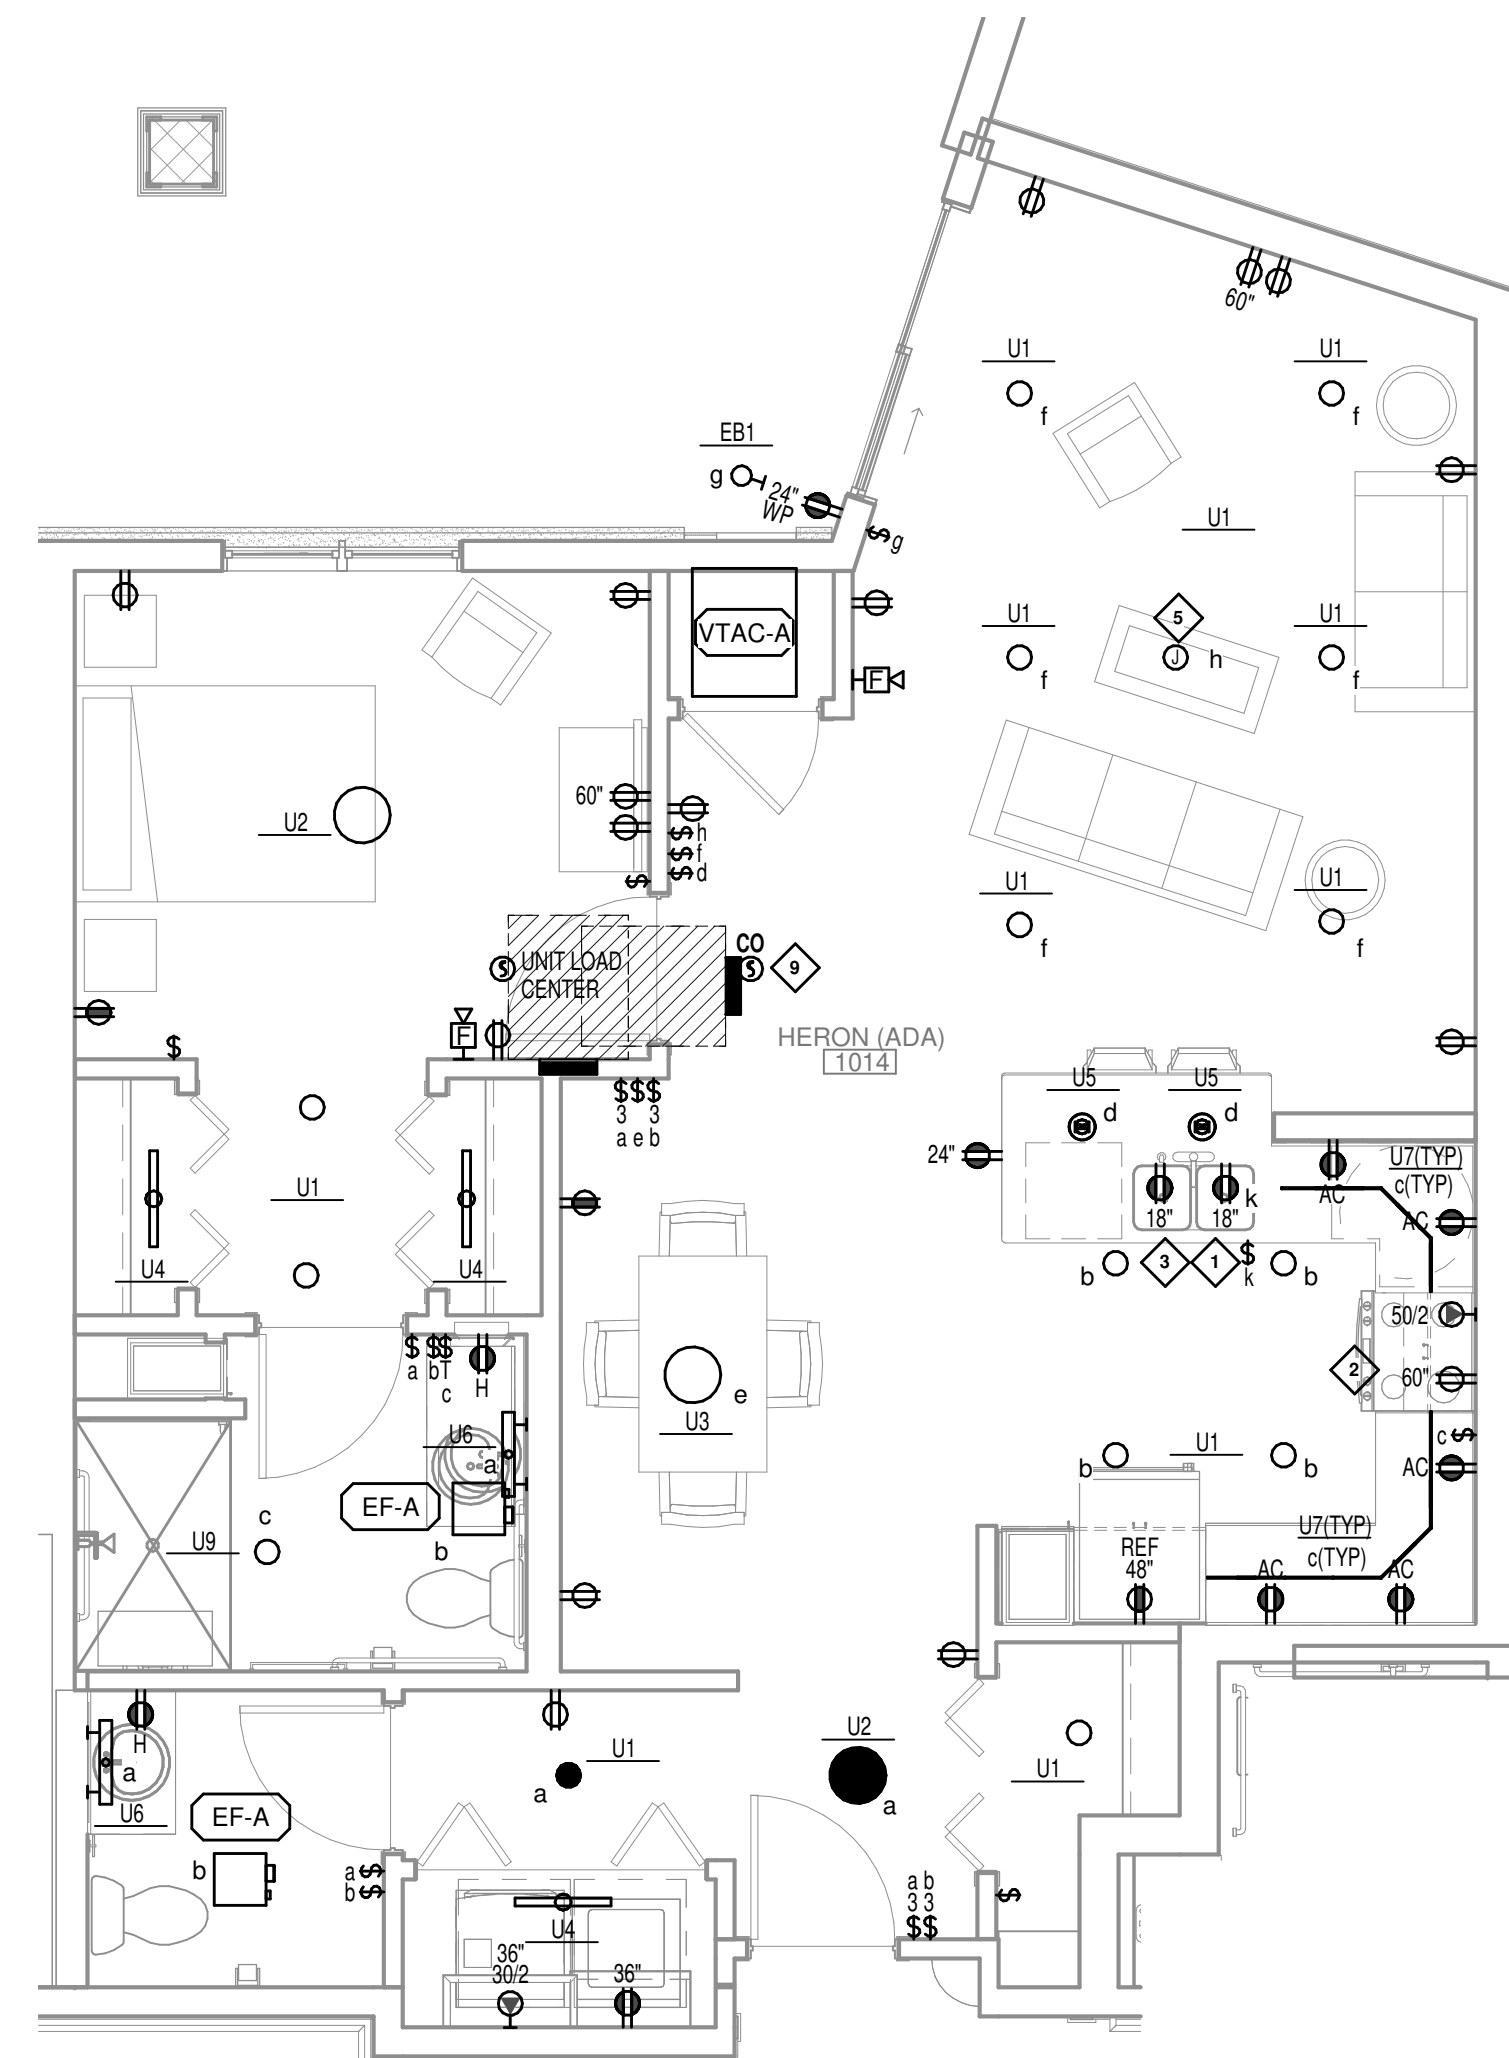 60"
U1
U1
f
f
EB1
g
24"
WP
g
U1
VTAC-A
U1
5
U1
J
h
f
f
F
U2
60"
h
f
d
U1
U1
f
f
CO
S
UNIT LOAD
CENTER
S
9
F
$
HERON (ADA)
1014
$ $ $
3 3
a e b
U5
U5
d
d
24"
18"
18"
k
U7(TYP)
c(TYP)
AC
AC
U1
U4
U4
b
3
1
$
k
b
50/2
2
60"
$ $ $
a bT
c
H
e
U3
U6
a
U1
b
b
c $
AC
EF-A
c
U9
b
U7(TYP)
c(TYP)
REF
48"
AC
AC
H
a
U6
EF-A
b
U1
a
U2
a
U1
a $
b $
a b
3 3
$ $
$
U4
36"
30/2
36"